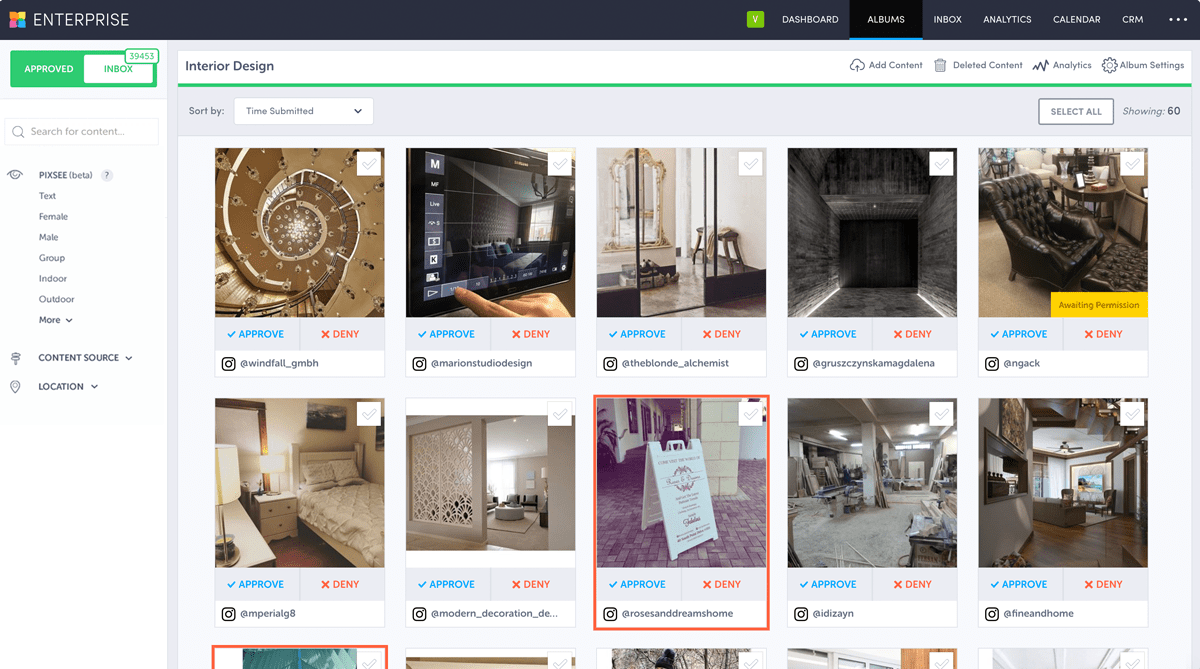 ENTERPRISE
V
DASHBOARD
ALBUMS
INBOX
ANALYTICS
CALENDAR
CRM
APPROVED
INBOX
39453
Interior Design
Add Content
Deleted Content
Analytics
Album Settings
Sort by:
Time Submitted
SELECT ALL
Showing: 60
Search for content...
PIXSEE (beta) ?
Text
Female
Male
Group
Indoor
Outdoor
More
CONTENT SOURCE
LOCATION
M
MF
Live
S
K
Awaiting Permission
APPROVE DENY
APPROVE DENY
APPROVE DENY
APPROVE DENY
APPROVE DENY
@windfall_gmbh
@marionstudiodesign
@theblonde_alchemist
@gruszczynskamagdalena
@ngack
APPROVE DENY
APPROVE DENY
APPROVE DENY
APPROVE DENY
APPROVE DENY
@mperialg8
@modern_decoration_de...
@rosesanddreamshome
@idizayn
@fineandhome